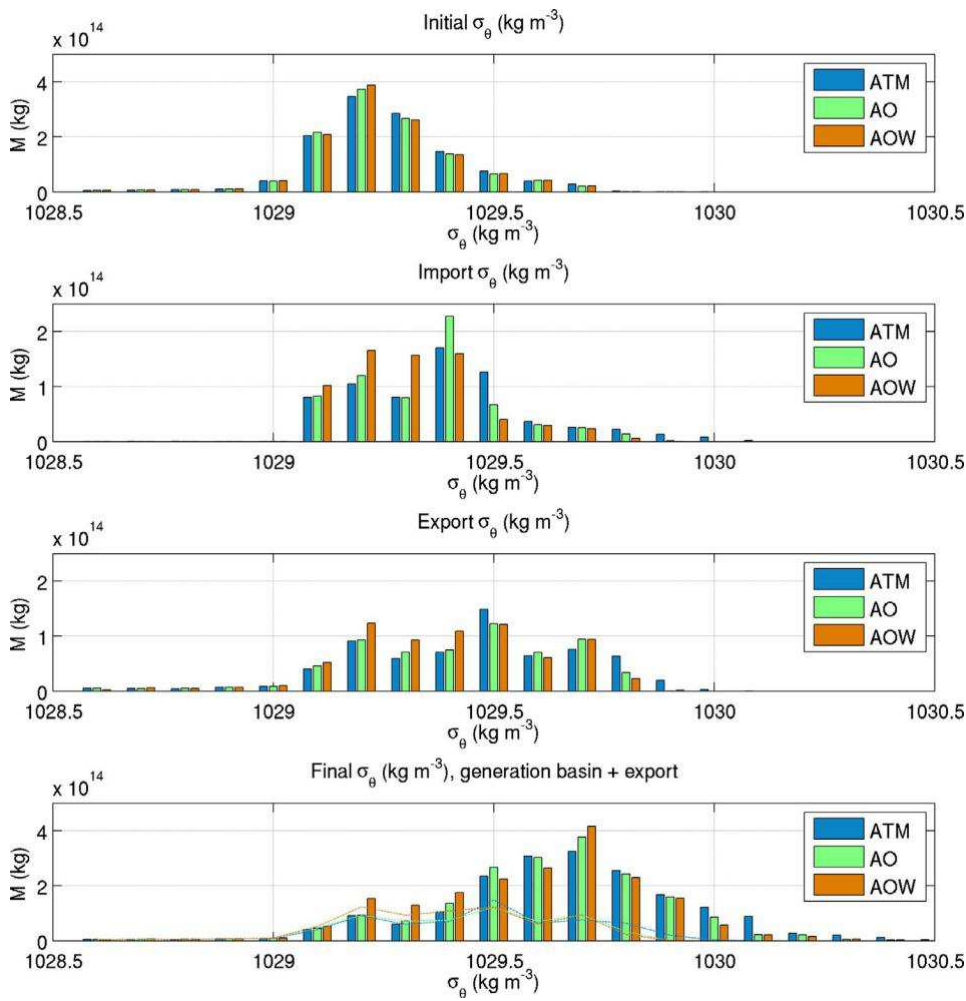 Initial σθ (kg m-3)
x 10^14
M (kg)
4
2
0
ATM
AO
AOW
1028.5 1029 1029.5 1030 1030.5
σθ (kg m-3)
Import σθ (kg m-3)
x 10^14
M (kg)
2
1
0
ATM
AO
AOW
1028.5 1029 1029.5 1030 1030.5
σθ (kg m-3)
Export σθ (kg m-3)
x 10^14
M (kg)
2
1
0
ATM
AO
AOW
1028.5 1029 1029.5 1030 1030.5
σθ (kg m-3)
Final σθ (kg m-3), generation basin + export
x 10^14
M (kg)
4
2
0
ATM
AO
AOW
1028.5 1029 1029.5 1030 1030.5
σθ (kg m-3)